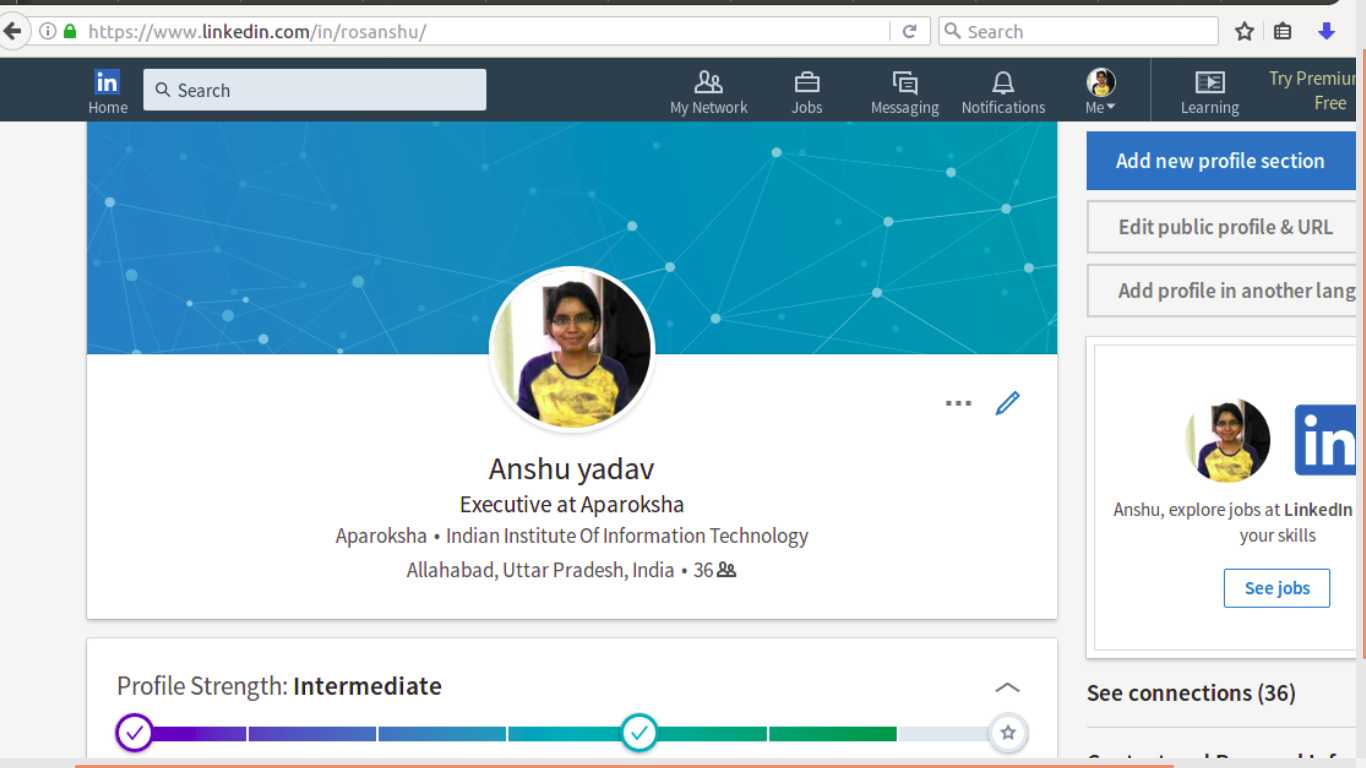 https://www.linkedin.com/in/rosanshu/
Search
in
Home
Search
My Network
Jobs
Messaging
Notifications
Me
Learning
Try Premium
Free
Add new profile section
Edit public profile & URL
Add profile in another lang
Anshu yadav
Executive at Aparoksha
Aparoksha • Indian Institute Of Information Technology
Allahabad, Uttar Pradesh, India • 36
in
Anshu, explore jobs at LinkedIn
your skills
See jobs
Profile Strength: Intermediate
See connections (36)